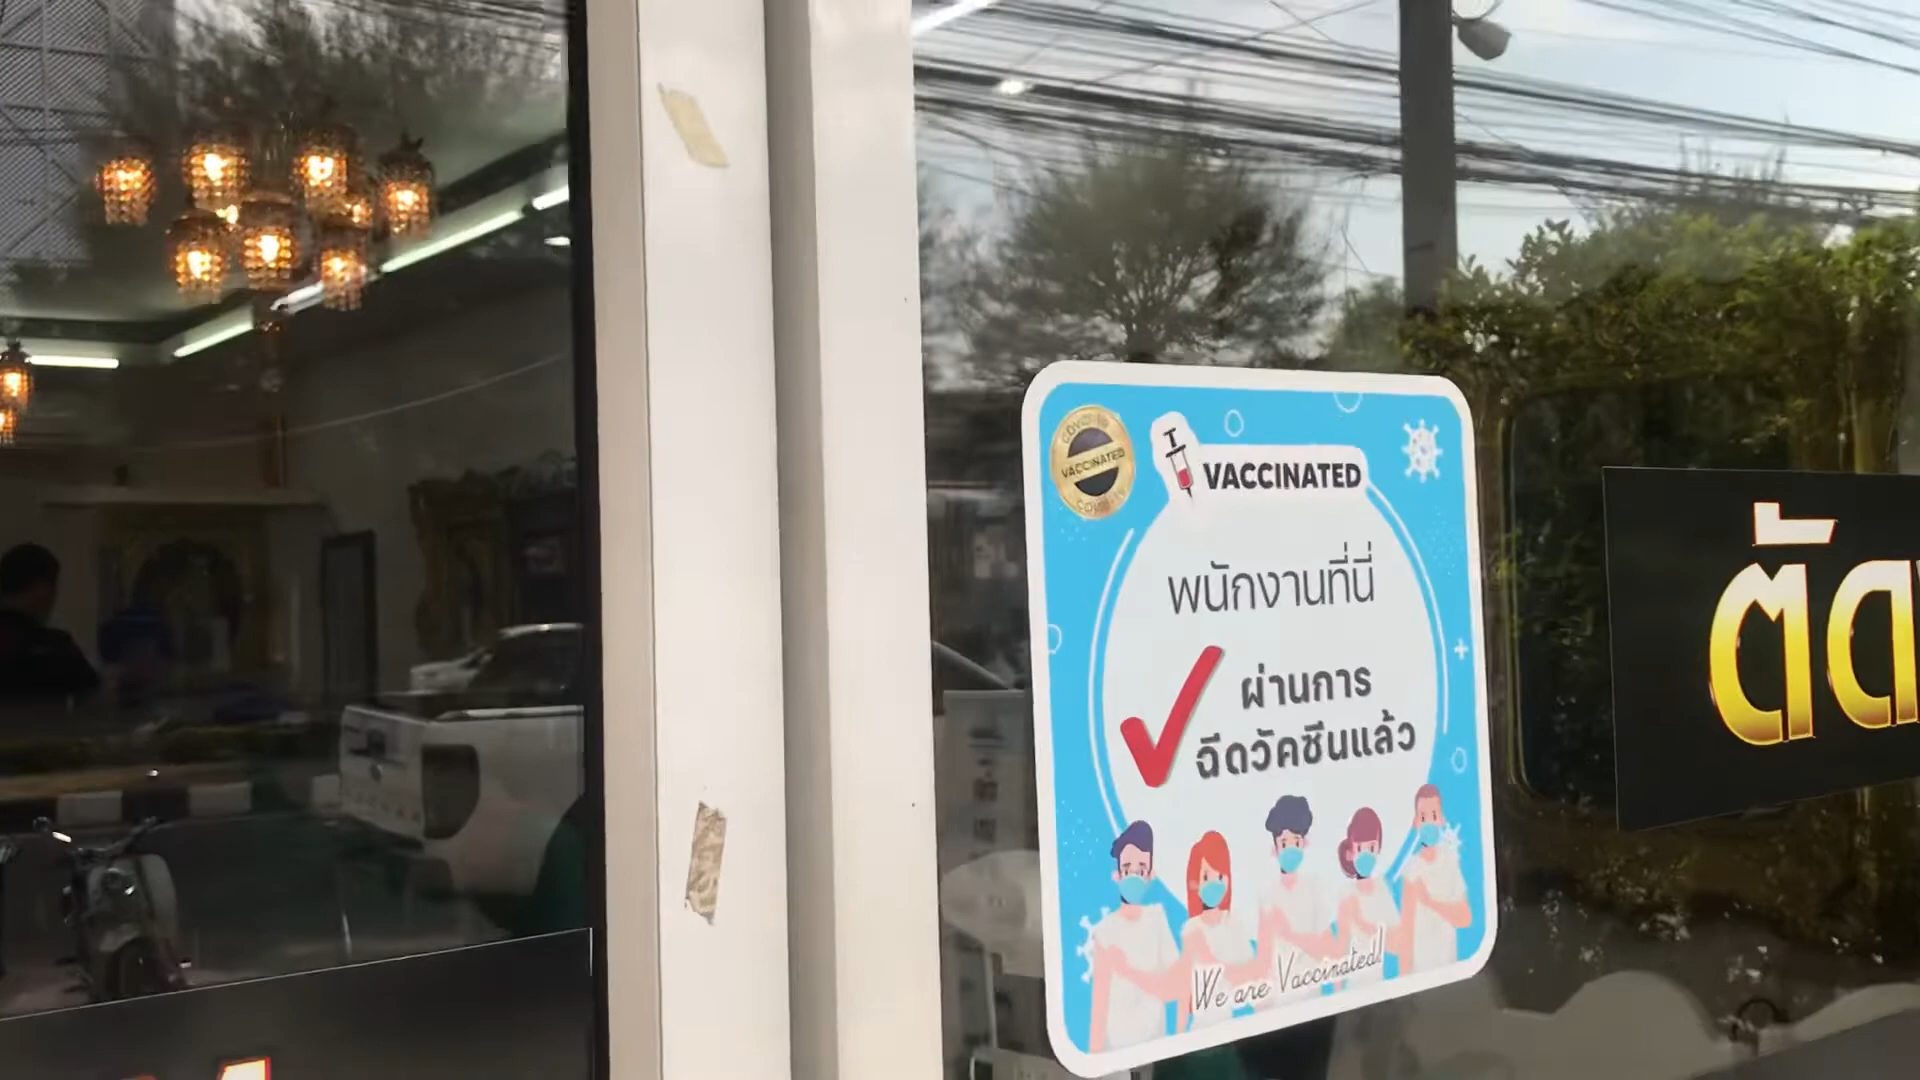 COVID-19
VACCINATED
COVID-19
VACCINATED
พนักงานที่นี่
ผ่านการ
ฉีดวัคซีนแล้ว
We are Vaccinated!
ตัด